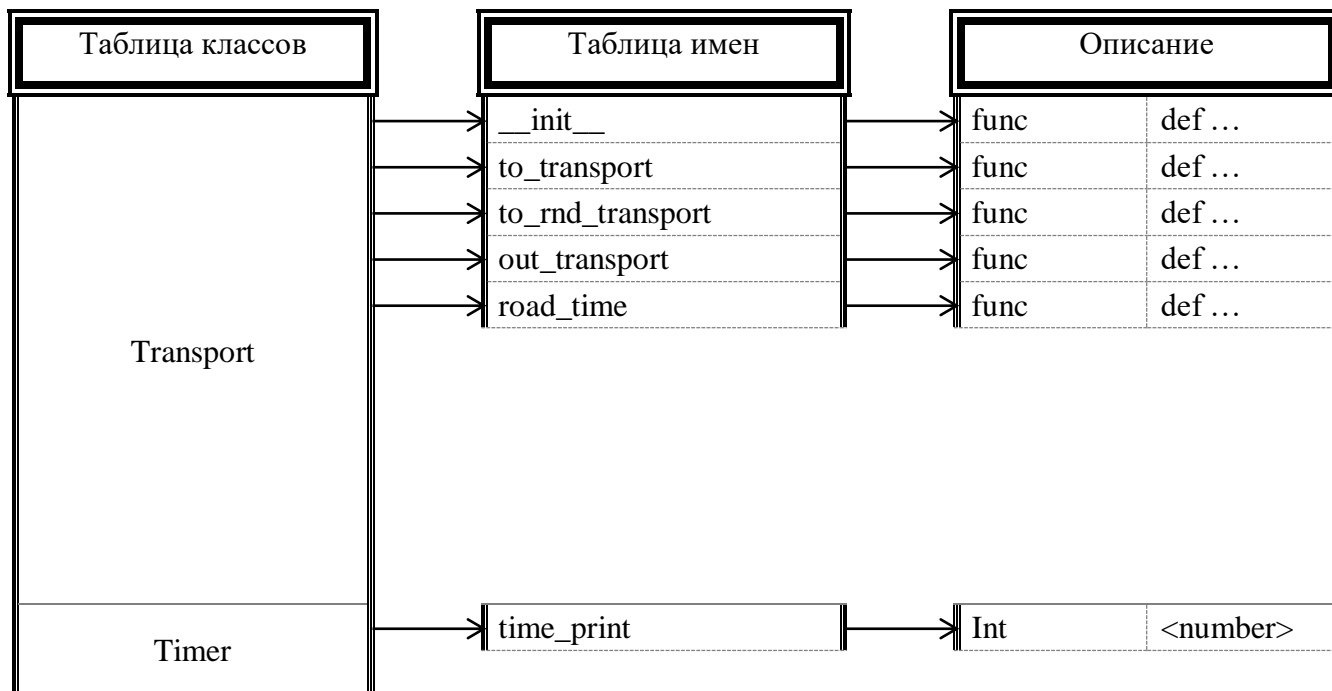 Таблица классов Таблица имен Описание
__init__ func def …
to_transport func def …
to_rnd_transport func def …
out_transport func def …
road_time func def …
Transport
time_print Int <number>
Timer